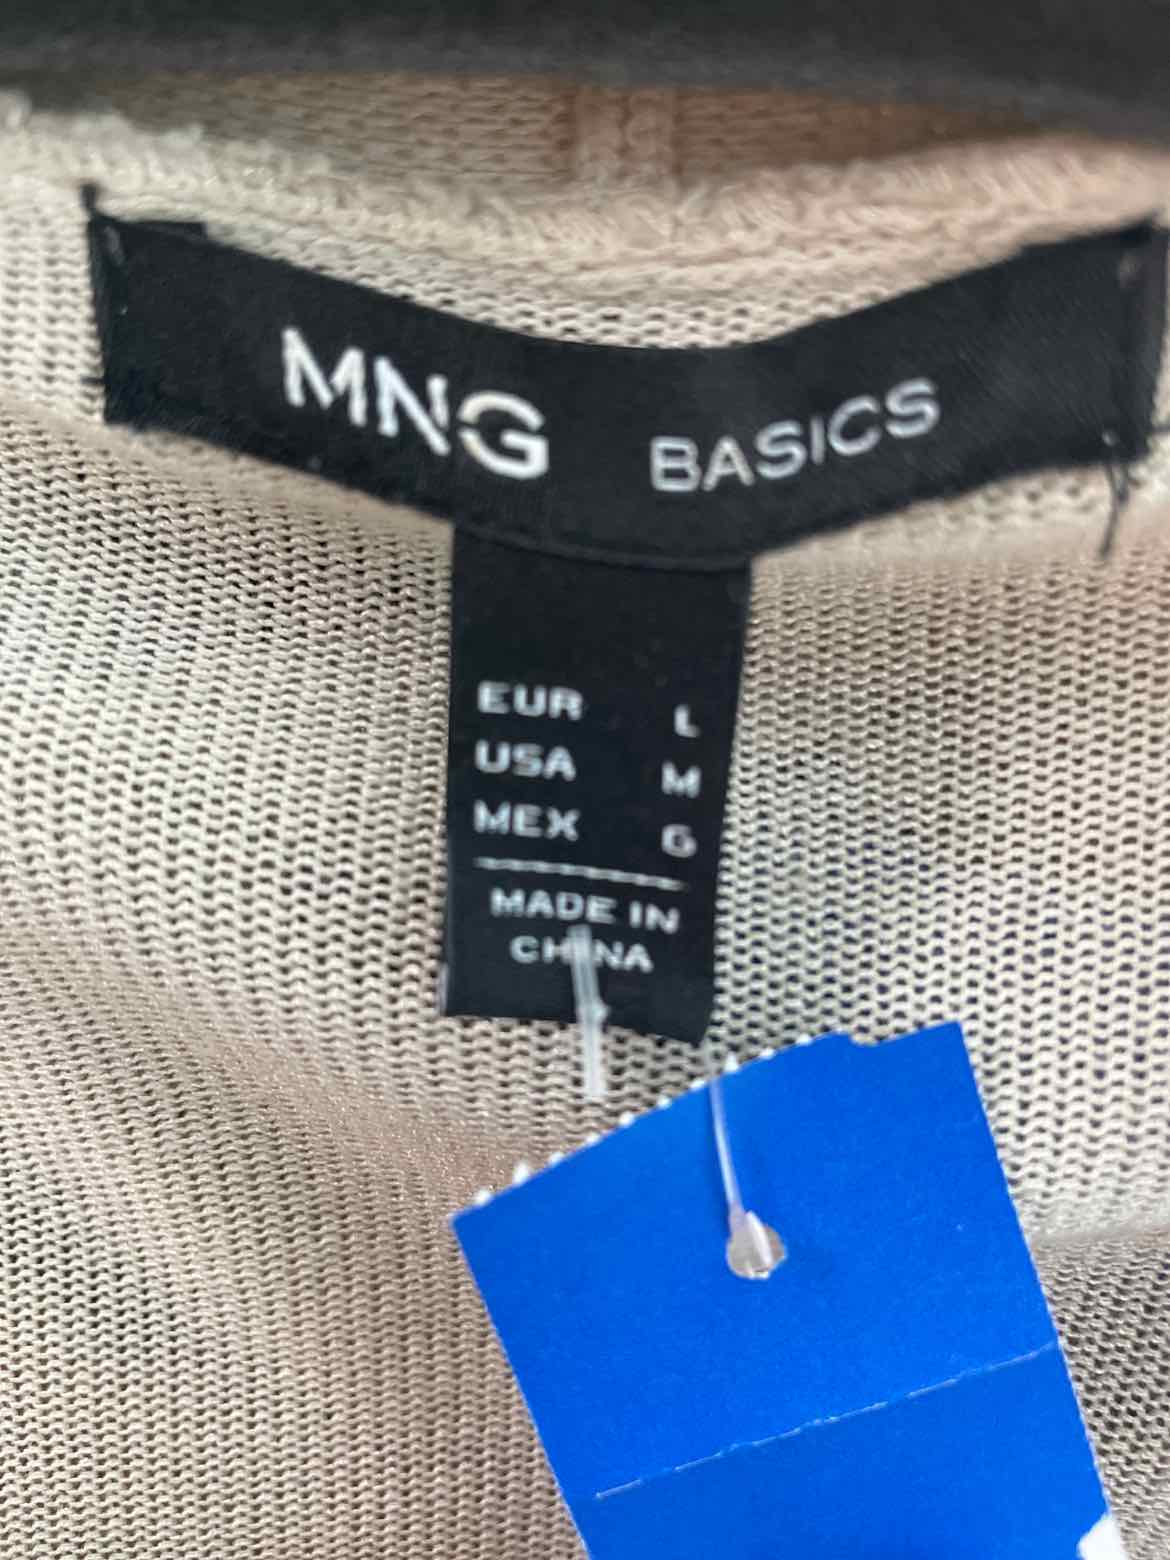 MNG BASICS
EUR L
USA M
MEX G
MADE IN
CHINA